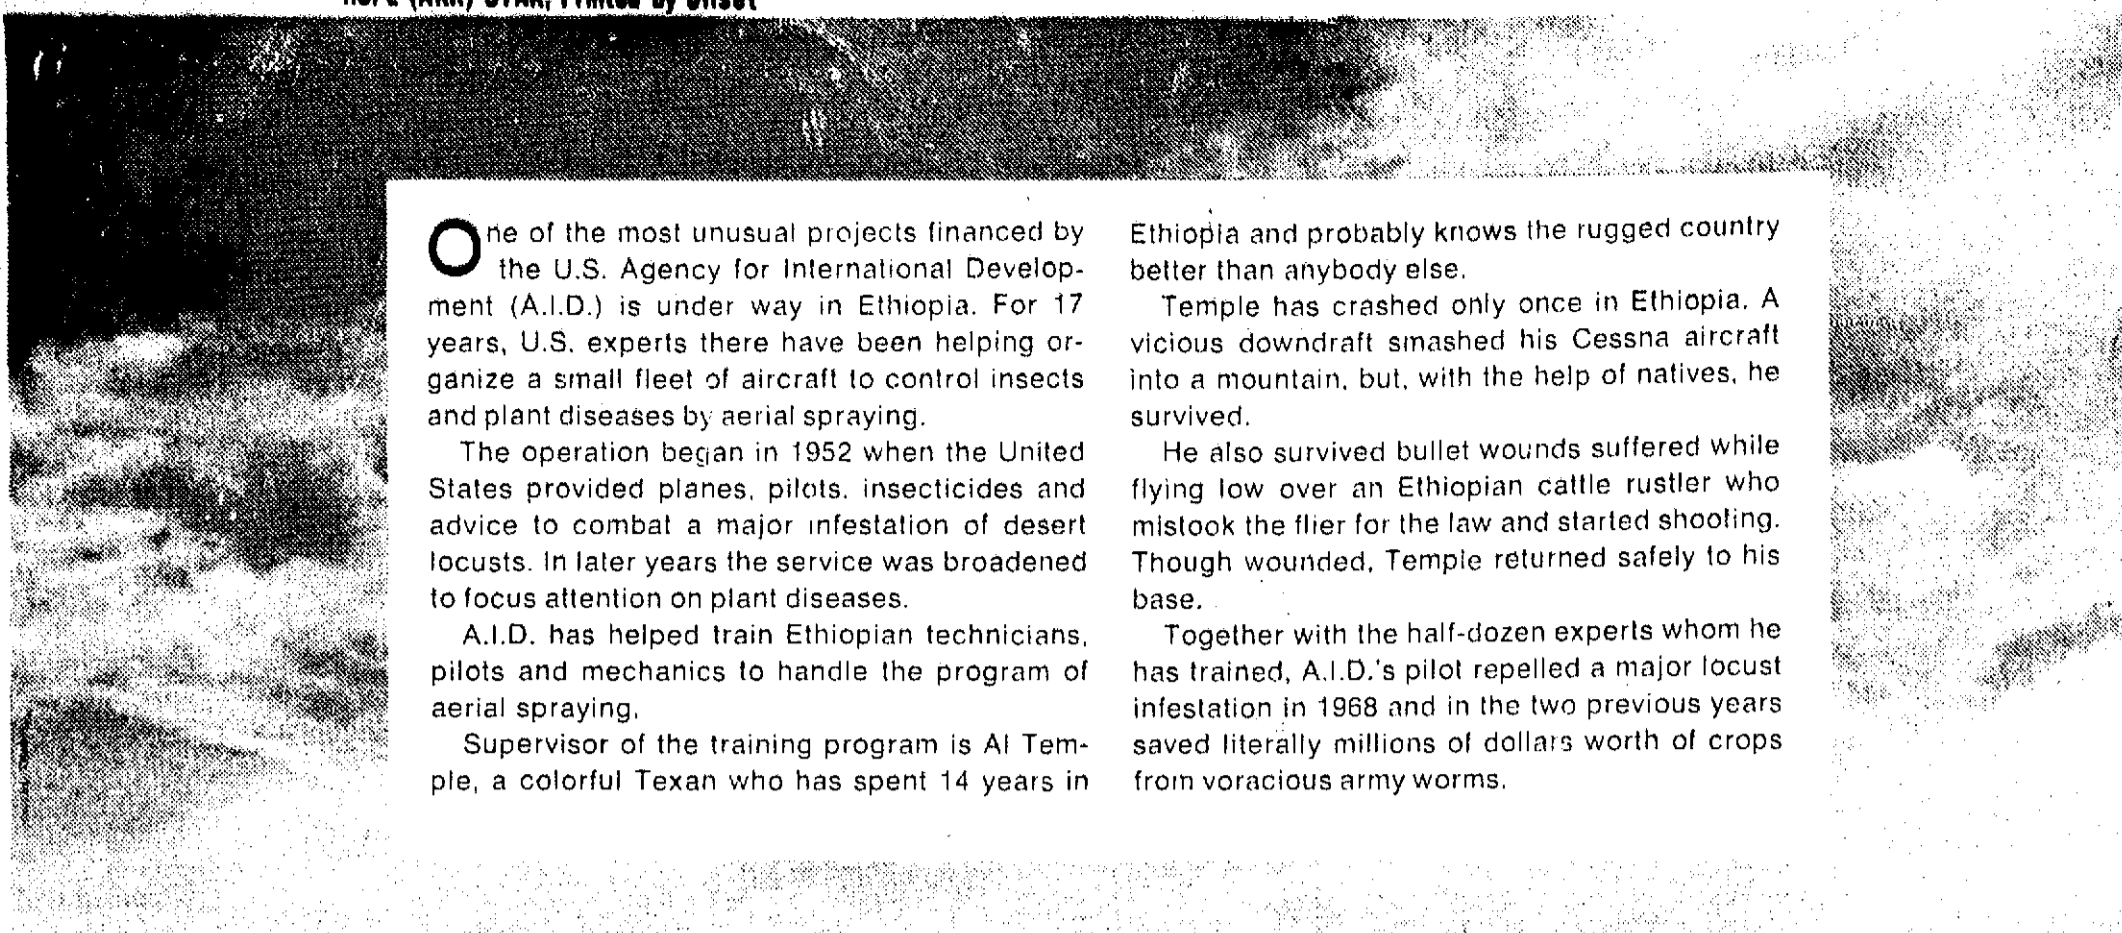 HOPE (ARK) STAR, Printed by Offset
One of the most unusual projects financed by
the U.S. Agency for International Develop-
ment (A.I.D.) is under way in Ethiopia. For 17
years, U.S. experts there have been helping or-
ganize a small fleet of aircraft to control insects
and plant diseases by aerial spraying.
The operation began in 1952 when the United
States provided planes, pilots, insecticides and
advice to combat a major infestation of desert
locusts. In later years the service was broadened
to focus attention on plant diseases.
A.I.D. has helped train Ethiopian technicians,
pilots and mechanics to handle the program of
aerial spraying.
Supervisor of the training program is Al Tem-
ple, a colorful Texan who has spent 14 years in
Ethiopia and probably knows the rugged country
better than anybody else.
Temple has crashed only once in Ethiopia. A
vicious downdraft smashed his Cessna aircraft
into a mountain, but, with the help of natives, he
survived.
He also survived bullet wounds suffered while
flying low over an Ethiopian cattle rustler who
mistook the flier for the law and started shooting.
Though wounded, Temple returned safely to his
base.
Together with the half-dozen experts whom he
has trained, A.I.D.'s pilot repelled a major locust
infestation in 1968 and in the two previous years
saved literally millions of dollars worth of crops
from voracious army worms.